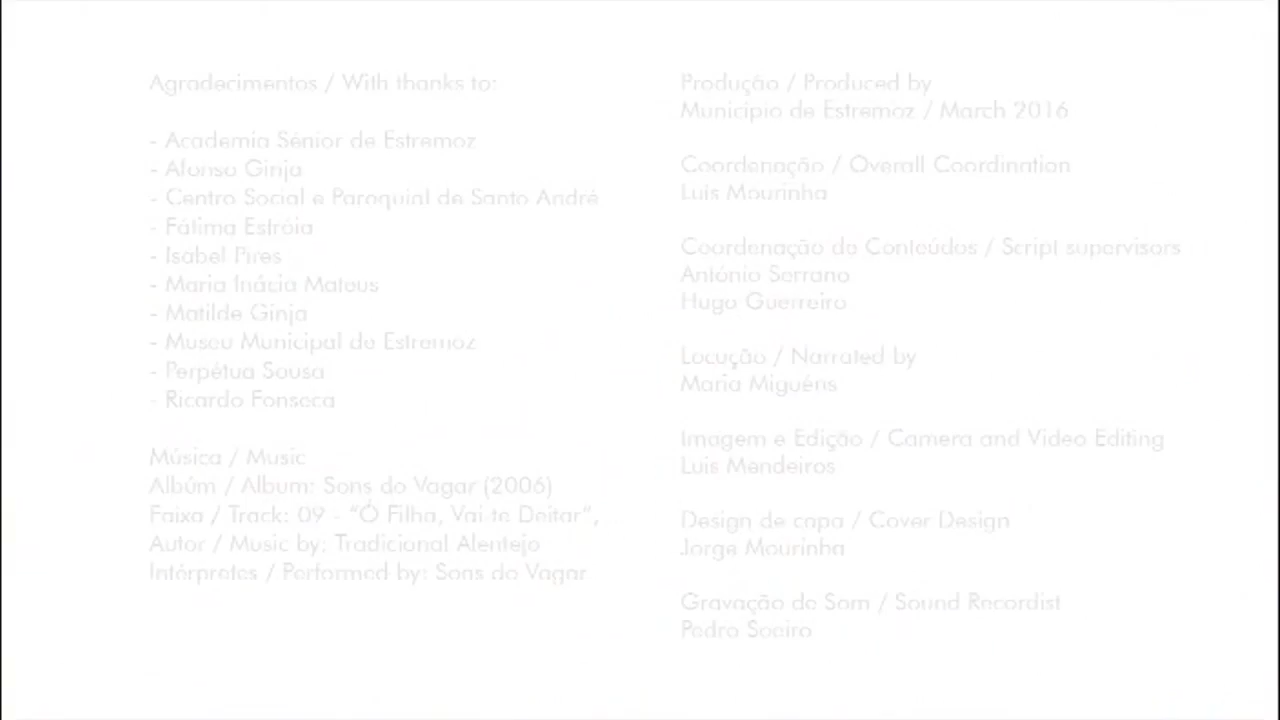 Agradecimentos / With thanks to:
- Academia Sénior de Estremoz
- Afonso Ginja
- Centro Social e Paroquial de Santo André
- Fátima Estróia
- Isabel Pires
- Maria Inácia Mateus
- Matilde Ginja
- Museu Municipal de Estremoz
- Perpétua Sousa
- Ricardo Fonseca
Música / Music
Albúm / Album: Sons do Vagar (2006)
Faixa / Track: 09 - "Ó Filha, Vai-te Deitar",
Autor / Music by: Tradicional Alentejo
Intérpretes / Performed by: Sons do Vagar
Produção / Produced by
Município de Estremoz / March 2016
Coordenação / Overall Coordination
Luís Mourinha
Coordenação de Conteúdos / Script supervisors
António Serrano
Hugo Guerreiro
Locução / Narrated by
Maria Miguéns
Imagem e Edição / Camera and Video Editing
Luís Mendeiros
Design de capa / Cover Design
Jorge Mourinha
Gravação de Som / Sound Recordist
Pedro Soeiro